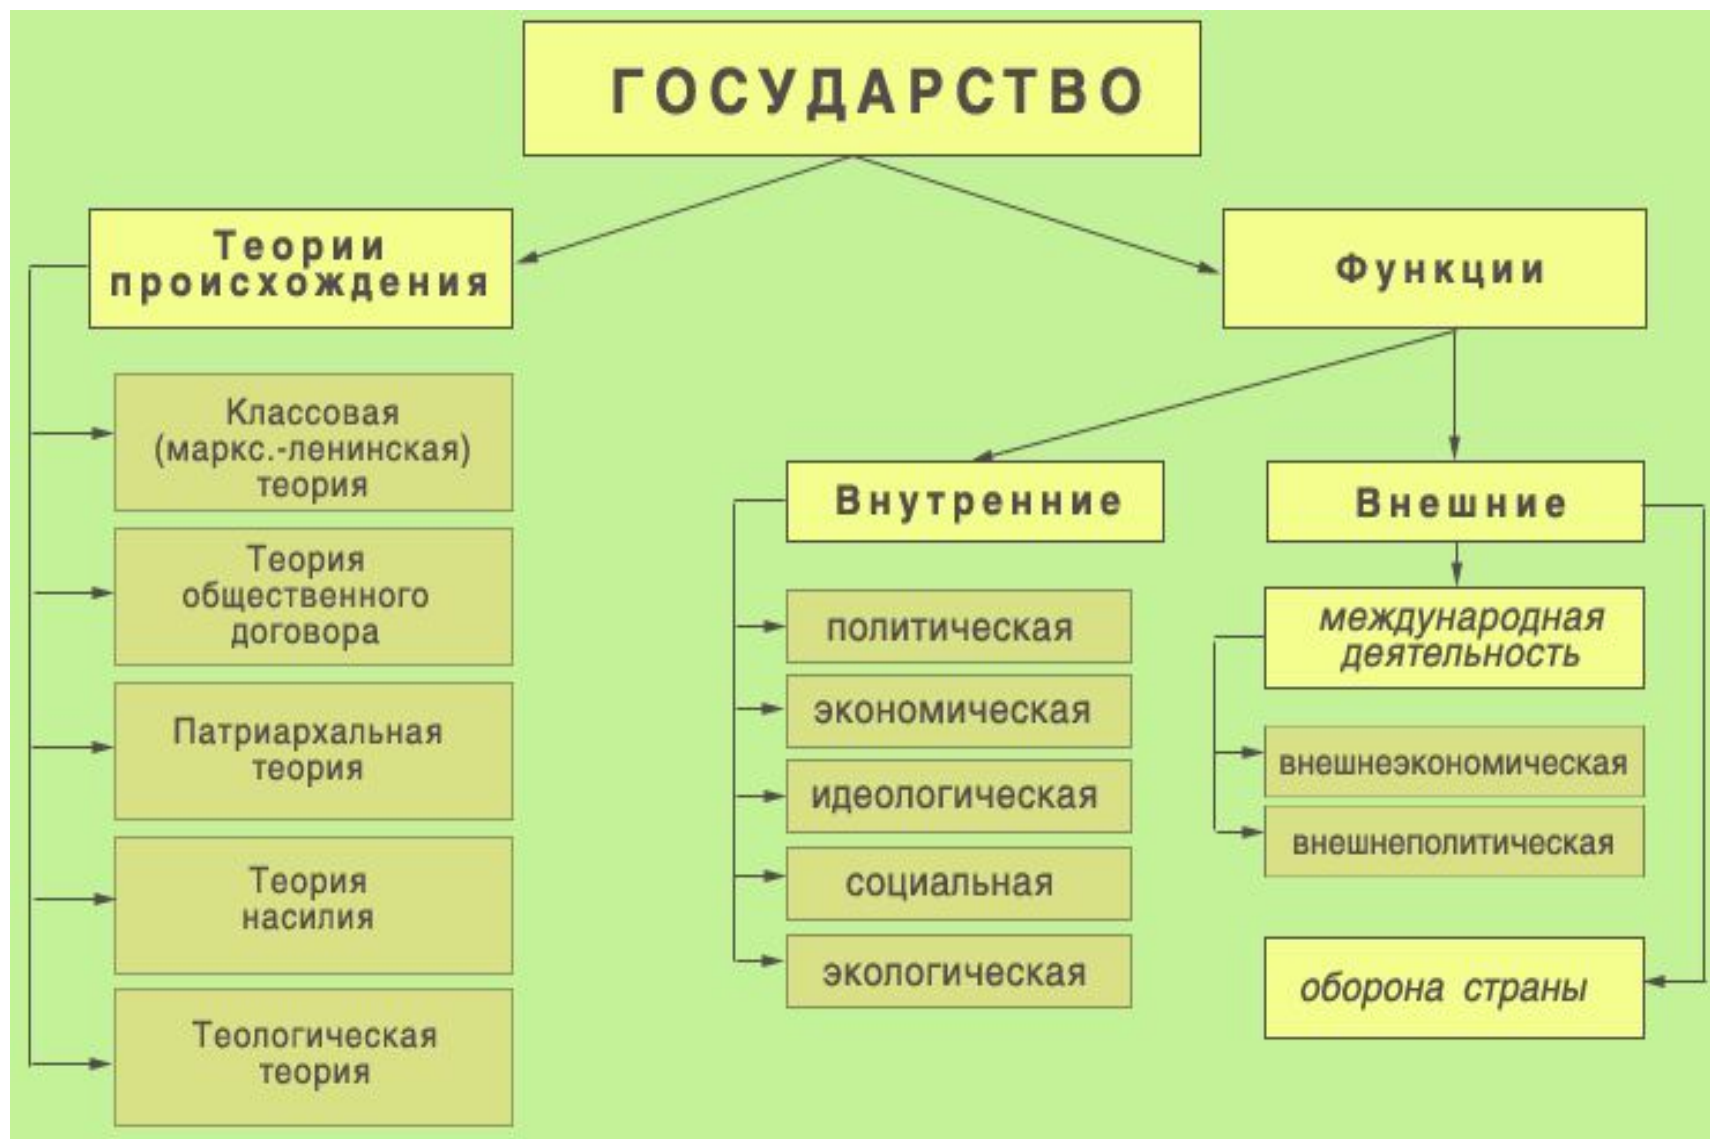 ГОСУДАРСТВО
Теории
происхождения
Функции
Классовая
(маркс.-ленинская)
теория
Теория
общественного
договора
Патриархальная
теория
Теория
насилия
Теологическая
теория
Внутренние
политическая
экономическая
идеологическая
социальная
экологическая
Внешние
международная
деятельность
внешнеэкономическая
внешнеполитическая
оборона страны